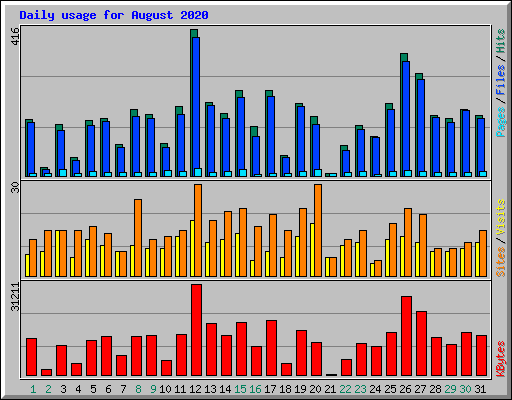 Daily usage for August 2020
416
Pages/Files/Hits
30
Sites/Visits
31211
KBytes
1 2 3 4 5 6 7 8 9 10 11 12 13 14 15 16 17 18 19 20 21 22 23 24 25 26 27 28 29 30 31